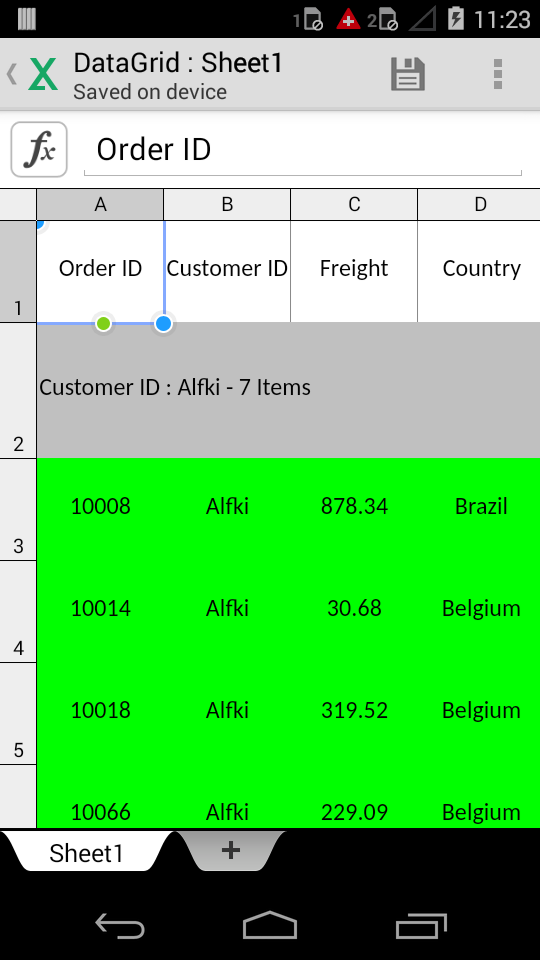 1 2 11:23
DataGrid : Sheet1
Saved on device
fx Order ID
A B C D
1 Order ID Customer ID Freight Country
2 Customer ID : Alfki - 7 Items
3 10008 Alfki 878.34 Brazil
4 10014 Alfki 30.68 Belgium
5 10018 Alfki 319.52 Belgium
10066 Alfki 229.09 Belgium
Sheet1 +